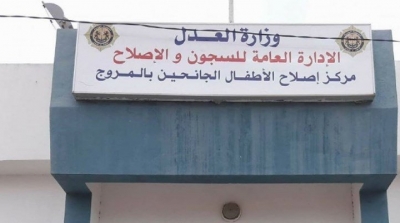 وزارة العدل
الإدارة العامة للسجون و الإصلاح
مركز إصلاح الأطفال الجانحين بالمروج